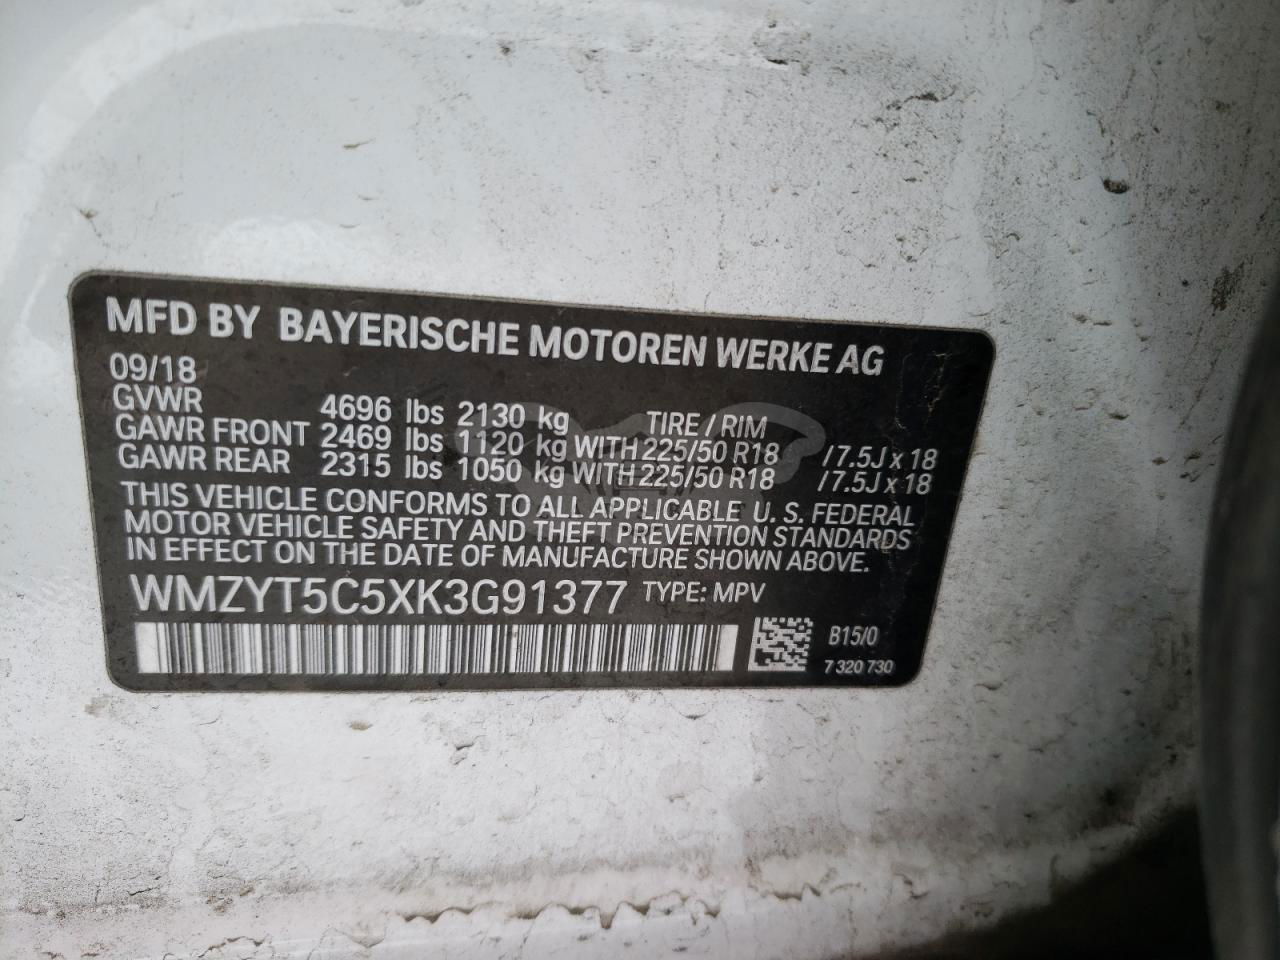 MFD BY BAYERISCHE MOTOREN WERKE AG
09/18
GVWR 4696 lbs 2130 kg TIRE / RIM
GAWR FRONT 2469 lbs 1120 kg WITH 225/50 R18 / 7.5J x 18
GAWR REAR 2315 lbs 1050 kg WITH 225/50 R18 / 7.5J x 18
THIS VEHICLE CONFORMS TO ALL APPLICABLE U. S. FEDERAL
MOTOR VEHICLE SAFETY AND THEFT PREVENTION STANDARDS
IN EFFECT ON THE DATE OF MANUFACTURE SHOWN ABOVE.
WMZYT5C5XK3G91377 TYPE: MPV
B15/0
7 320 730